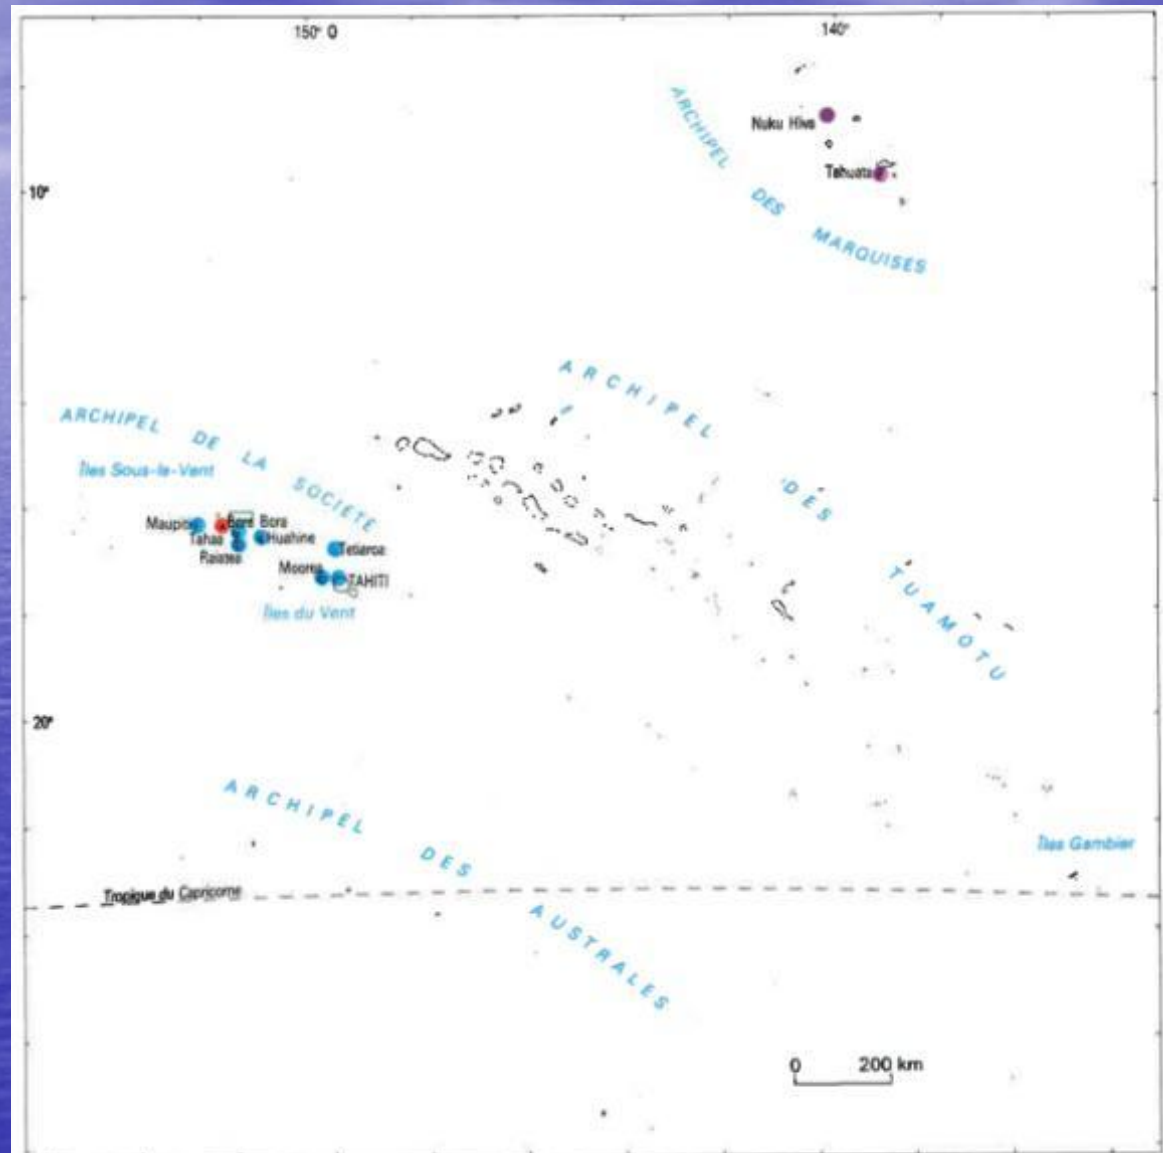 150° O
140°
ARCHIPEL DES MARQUISES
Nuku Hiva
Tahuata
10°
ARCHIPEL DES TUAMOTU
ARCHIPEL DE LA SOCIETÉ
Îles Sous-le-Vent
Maupiti
Bora Bora
Tahaa
Huahine
Raiatea
Tetiaroa
Moorea
TAHITI
Îles du Vent
20°
ARCHIPEL DES AUSTRALES
Îles Gambier
Tropique du Capricorne
0 200 km